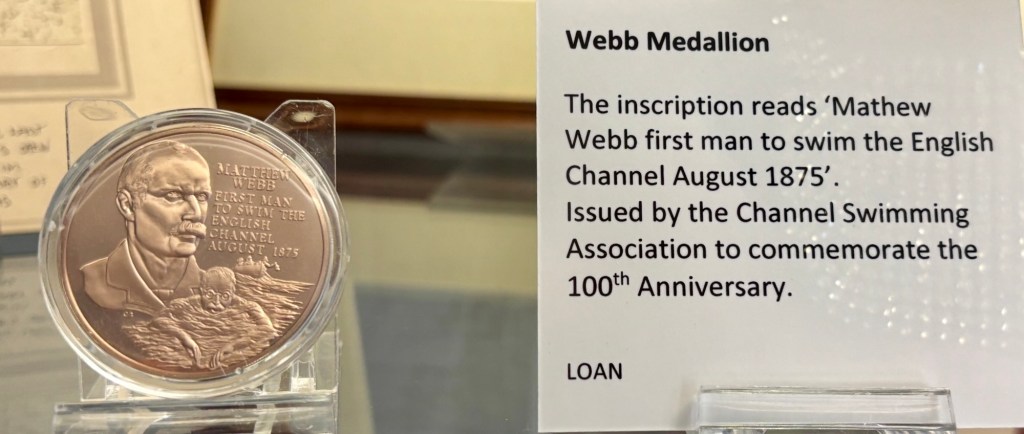 MATTHEW
WEBB
FIRST MAN
TO SWIM THE
ENGLISH
CHANNEL
AUGUST 1875
Webb Medallion
The inscription reads ‘Mathew
Webb first man to swim the English
Channel August 1875’.
Issued by the Channel Swimming
Association to commemorate the
100th Anniversary.
LOAN